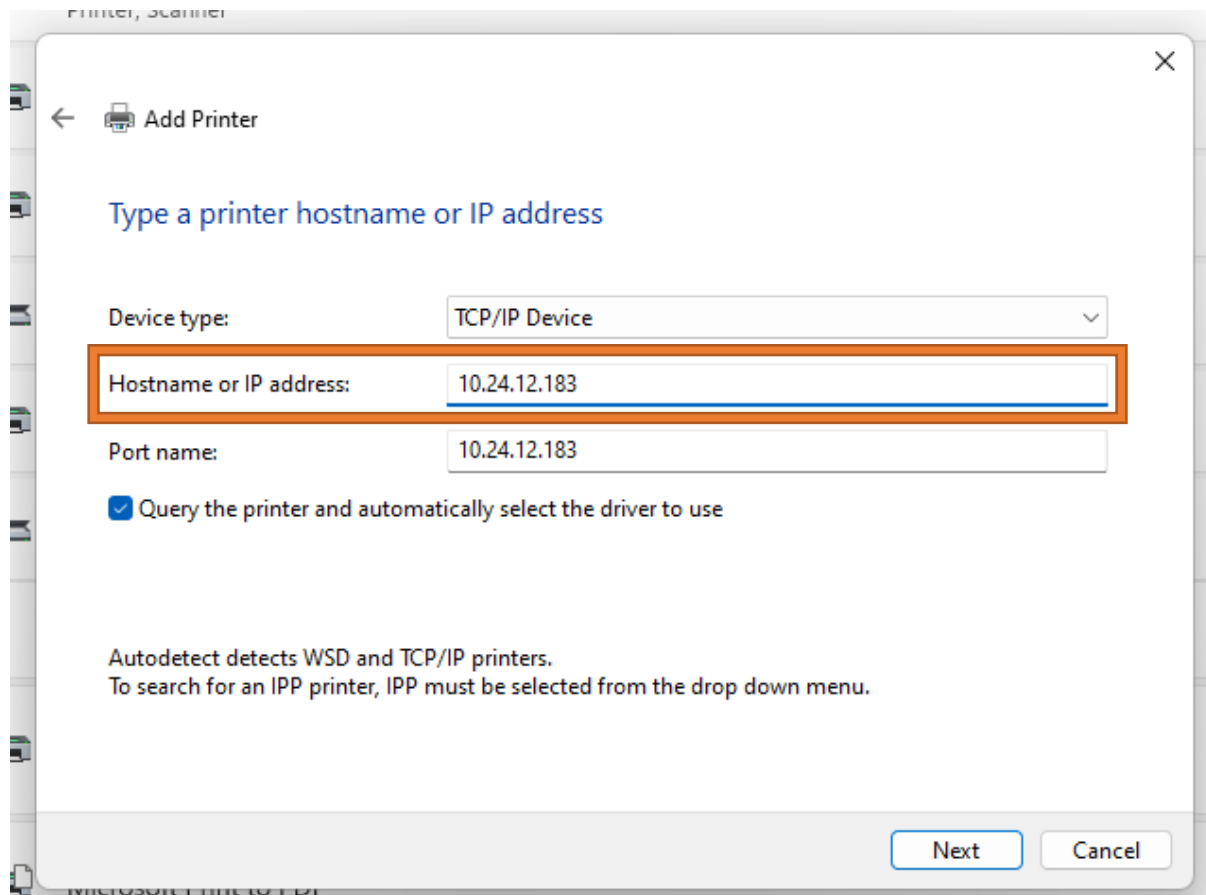 Printer, Scanner
Add Printer
Type a printer hostname or IP address
Device type: TCP/IP Device
Hostname or IP address: 10.24.12.183
Port name: 10.24.12.183
Query the printer and automatically select the driver to use
Autodetect detects WSD and TCP/IP printers.
To search for an IPP printer, IPP must be selected from the drop down menu.
Next Cancel
Microsoft Print to PDF